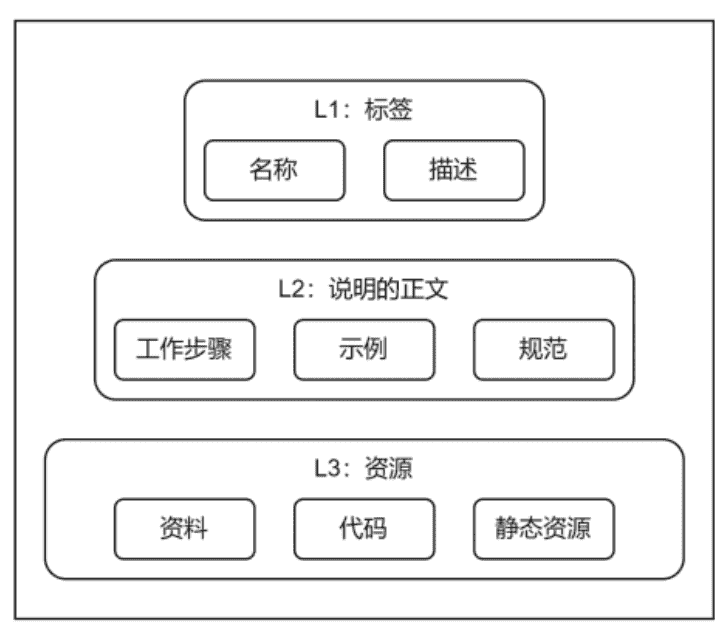 L1：标签
名称 描述
L2：说明的正文
工作步骤 示例 规范
L3：资源
资料 代码 静态资源